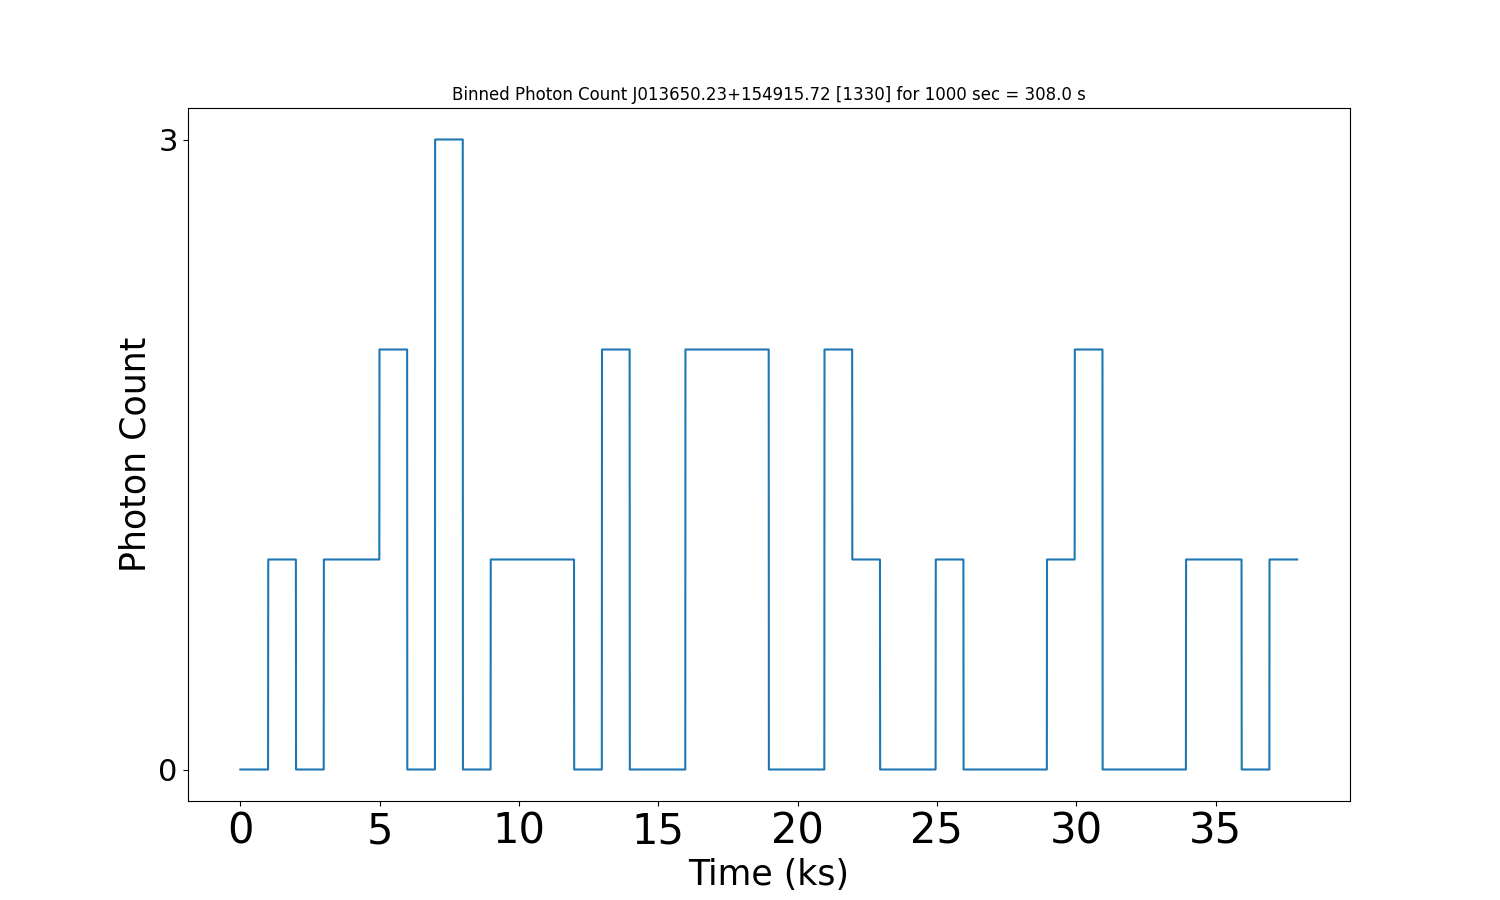 Binned Photon Count J013650.23+154915.72 [1330] for 1000 sec = 308.0 s
3
Photon Count
0
0 5 10 15 20 25 30 35
Time (ks)